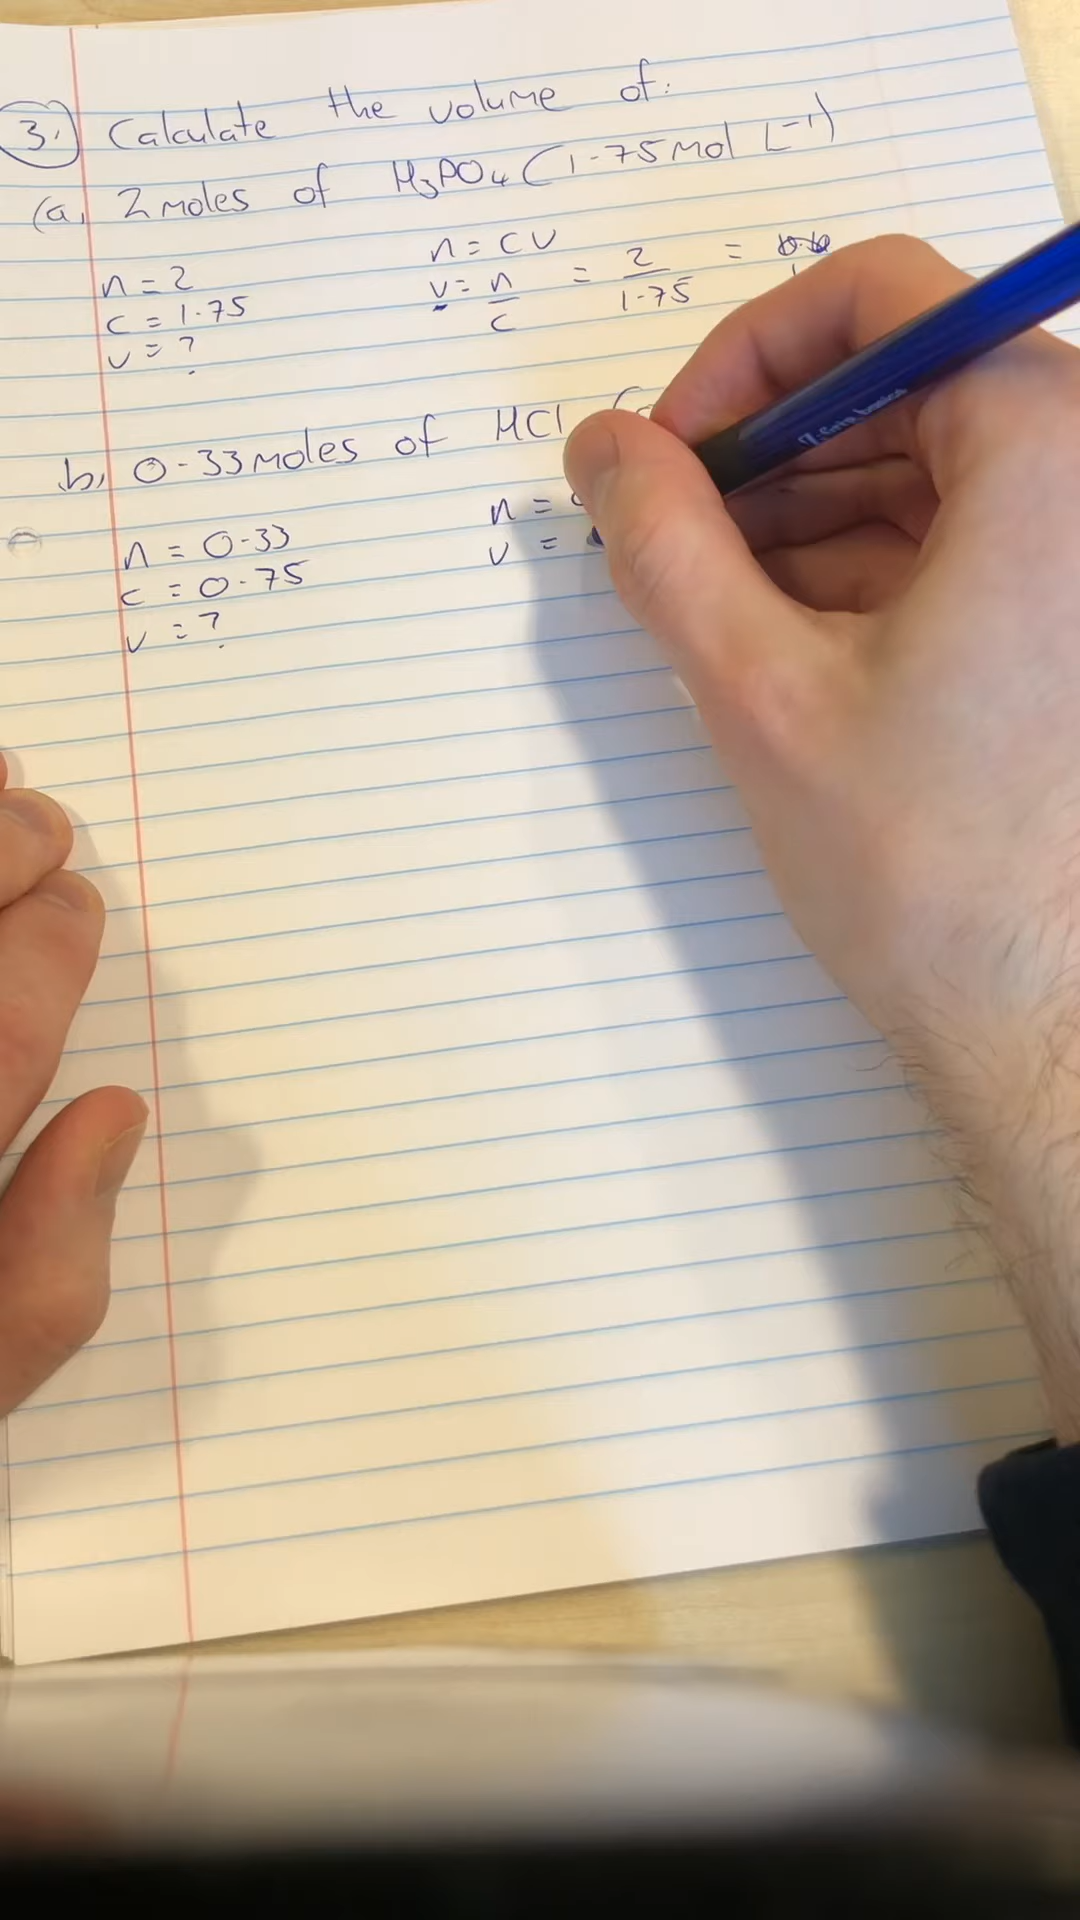 3. Calculate the volume of:
(a, 2 moles of H₃PO₄ (1.75 mol L⁻¹)
n = 2
c = 1.75
v = ?
n = cv
v = n/c = 2/1.75 =
b, 0.33 moles of HCl (
n = 0.33
c = 0.75
v = ?
n =
v =